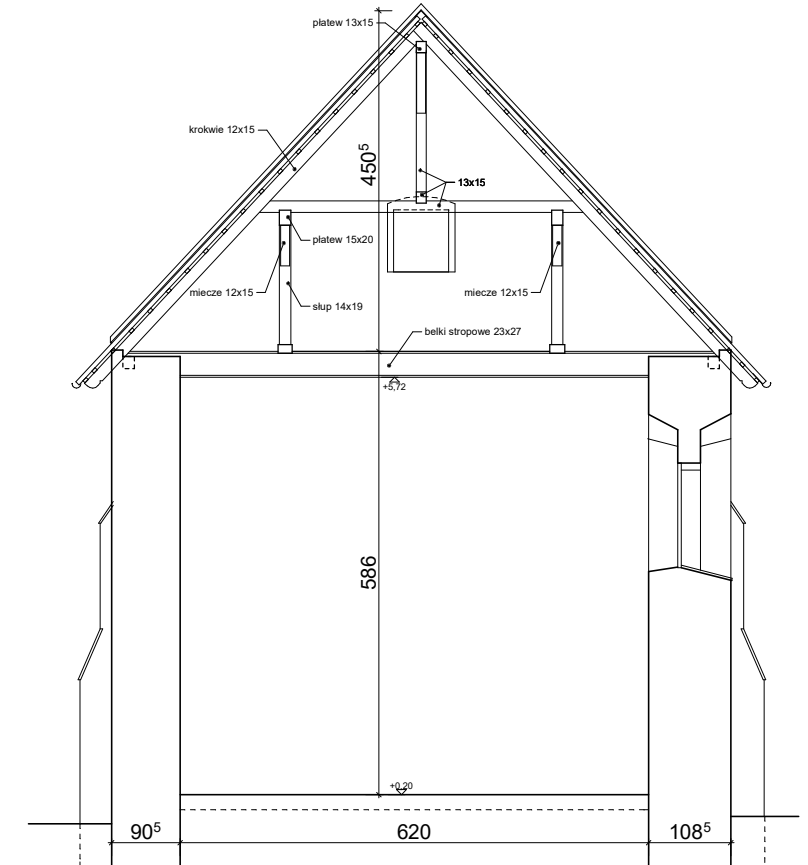 płatew 13x15
krokwie 12x15
450⁵
13x15
płatew 15x20
miecze 12x15
miecze 12x15
słup 14x19
belki stropowe 23x27
+5,72
586
+0,20
90⁵
620
108⁵